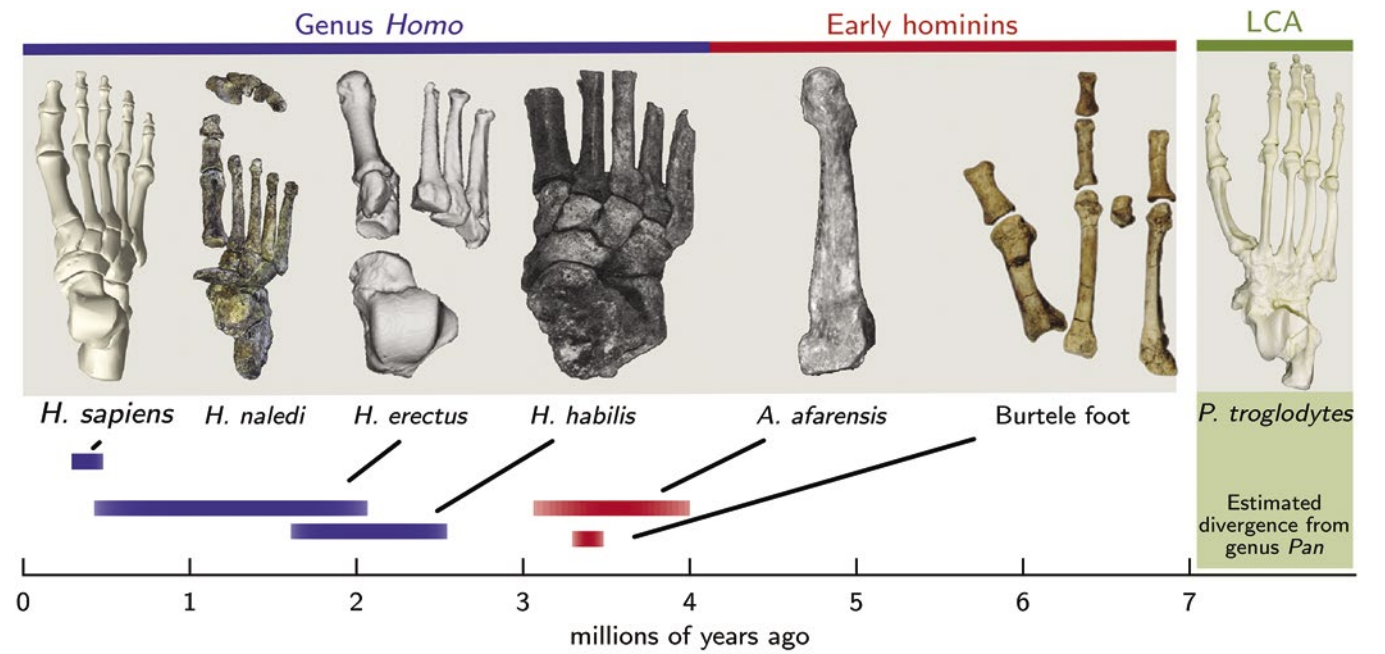 Genus Homo
Early hominins
LCA
H. sapiens
H. naledi
H. erectus
H. habilis
A. afarensis
Burtele foot
P. troglodytes
Estimated
divergence from
genus Pan
0 1 2 3 4 5 6 7
millions of years ago